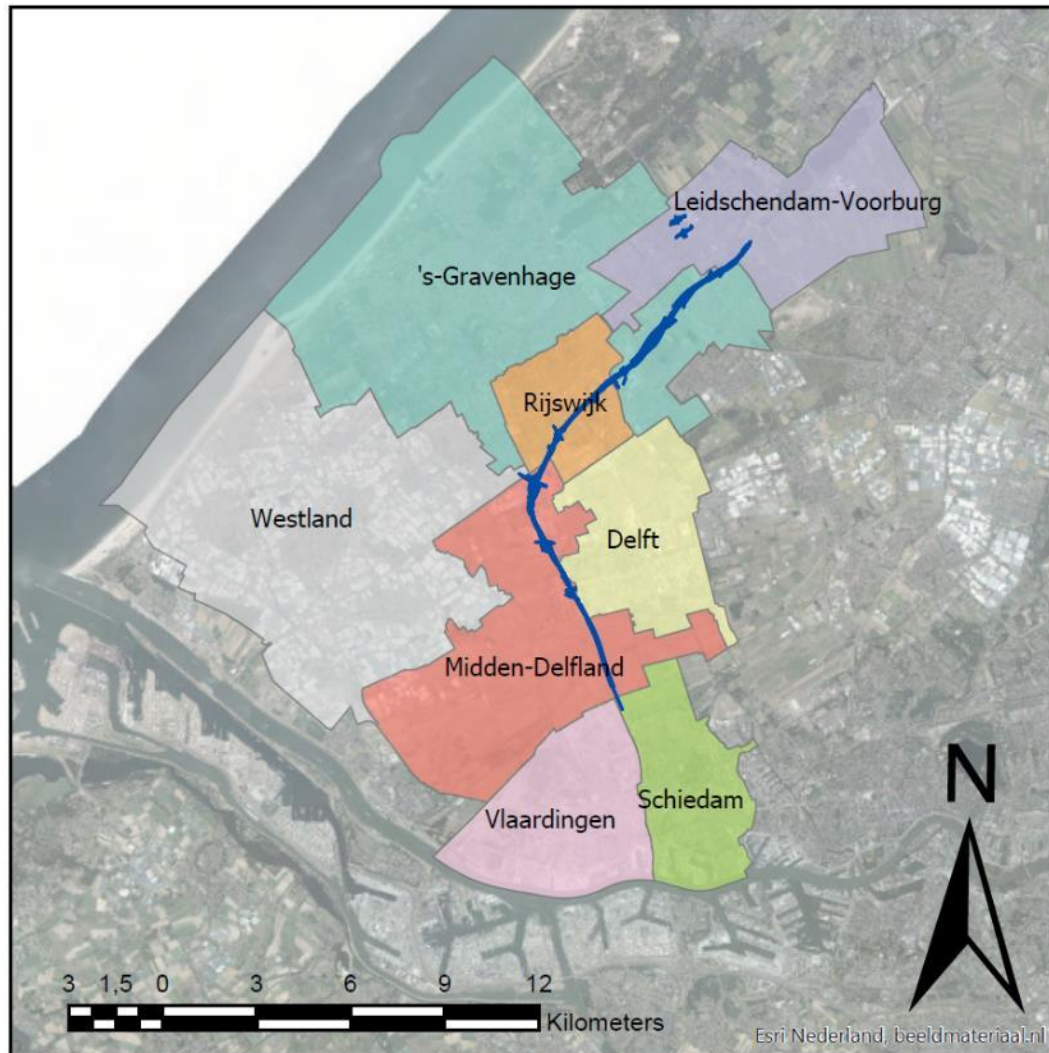 Leidschendam-Voorburg
's-Gravenhage
Rijswijk
Westland
Delft
Midden-Delfland
Schiedam
Vlaardingen
N
3 1,5 0 3 6 9 12
Kilometers
Esri Nederland, beeldmateriaal.nl